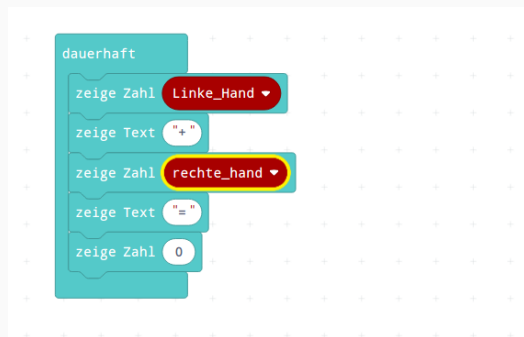 dauerhaft
zeige Zahl Linke_Hand
zeige Text "+"
zeige Zahl rechte_hand
zeige Text "="
zeige Zahl 0